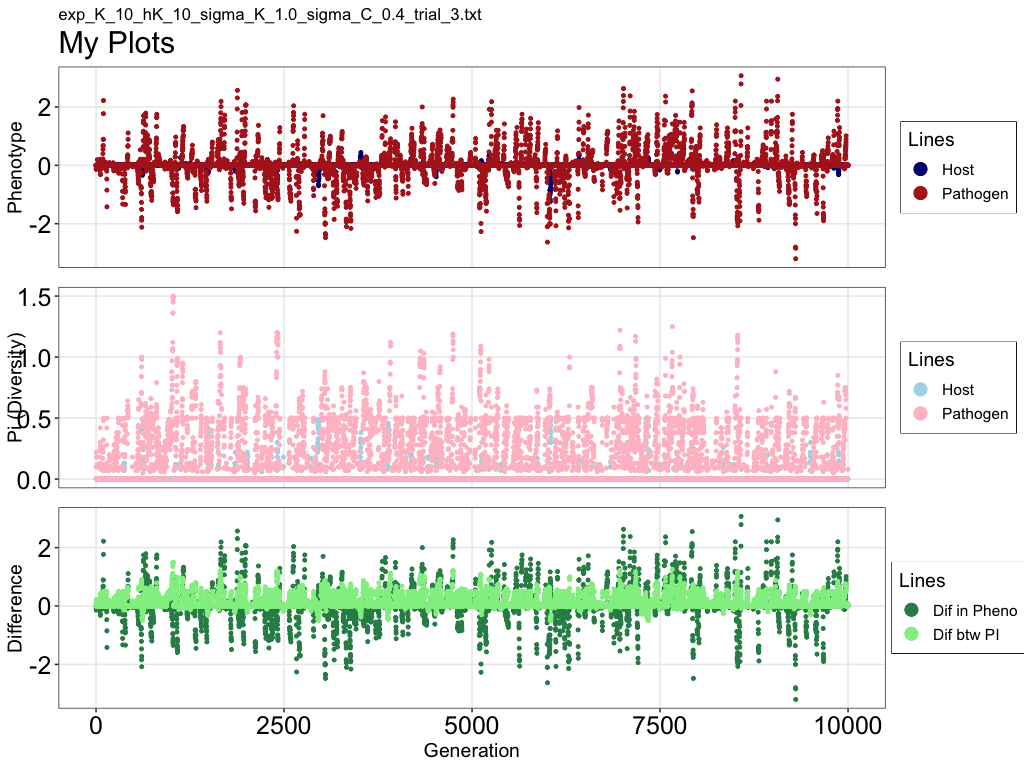 exp_K_10_hK_10_sigma_K_1.0_sigma_C_0.4_trial_3.txt
My Plots
Phenotype
2
0
-2
Lines
Host
Pathogen
Pi (Diversity)
1.5
1.0
0.5
0.0
Lines
Host
Pathogen
Difference
2
0
-2
Lines
Dif in Pheno
Dif btw PI
0 2500 5000 7500 10000
Generation